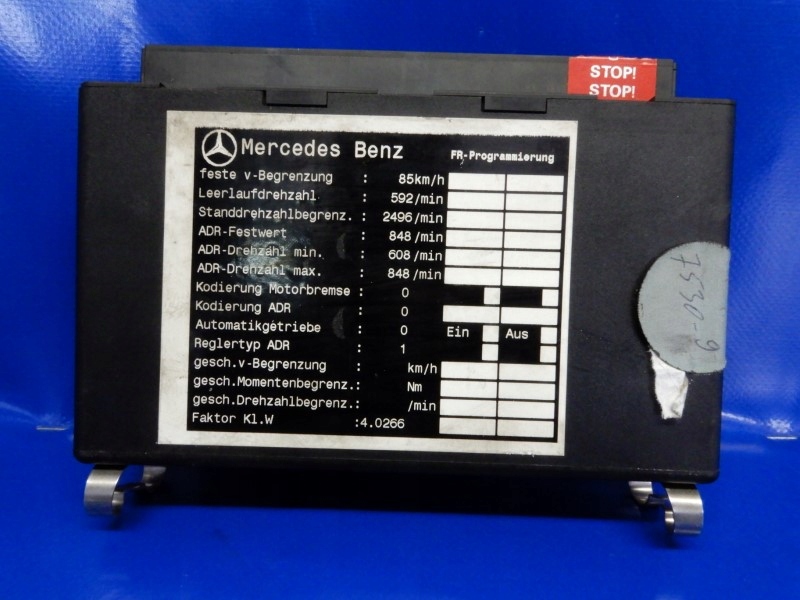 STOP!
STOP!
Mercedes Benz FR-Programmierung
feste v-Begrenzung : 85km/h
Leerlaufdrehzahl : 592/min
Standdrehzahlbegrenz. : 2496/min
ADR-Festwert : 848/min
ADR-Drehzahl min. : 608/min
ADR-Drehzahl max. : 848/min
Kodierung Motorbremse : 0
Kodierung ADR : 0
Automatikgetriebe : 0 Ein Aus
Reglertyp ADR : 1
gesch.v-Begrenzung : km/h
gesch.Momentenbegrenz.: Nm
gesch.Drehzahlbegrenz.: /min
Faktor Kl.W :4.0266
7530-9